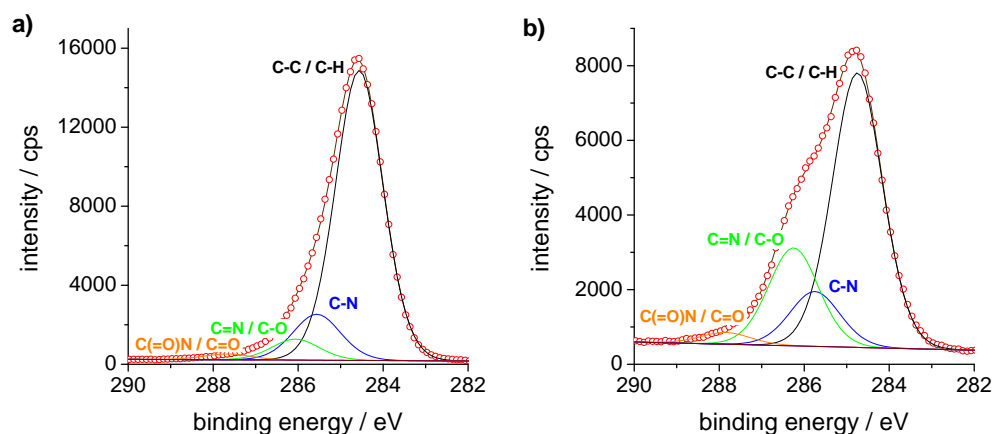 a)
16000
12000
8000
4000
0
intensity / cps
C-C / C-H
C-N
C=N / C-O
C(=O)N / C=O
290 288 286 284 282
binding energy / eV
b)
8000
6000
4000
2000
0
intensity / cps
C-C / C-H
C=N / C-O
C-N
C(=O)N / C=O
290 288 286 284 282
binding energy / eV